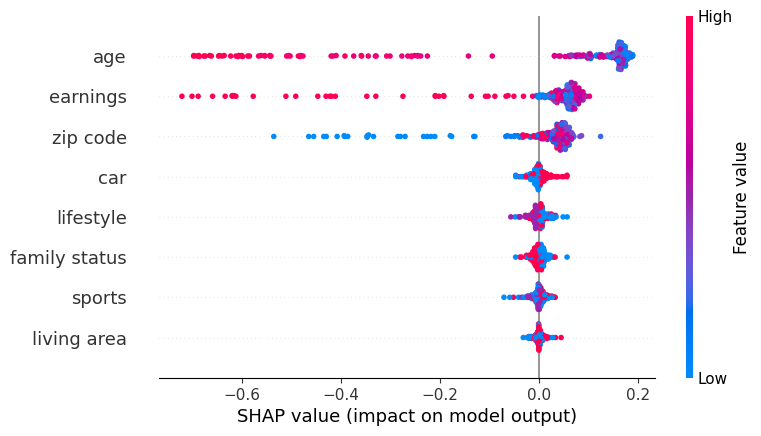 High
age
earnings
zip code
car
lifestyle
family status
sports
living area
Feature value
Low
−0.6 −0.4 −0.2 0.0 0.2
SHAP value (impact on model output)